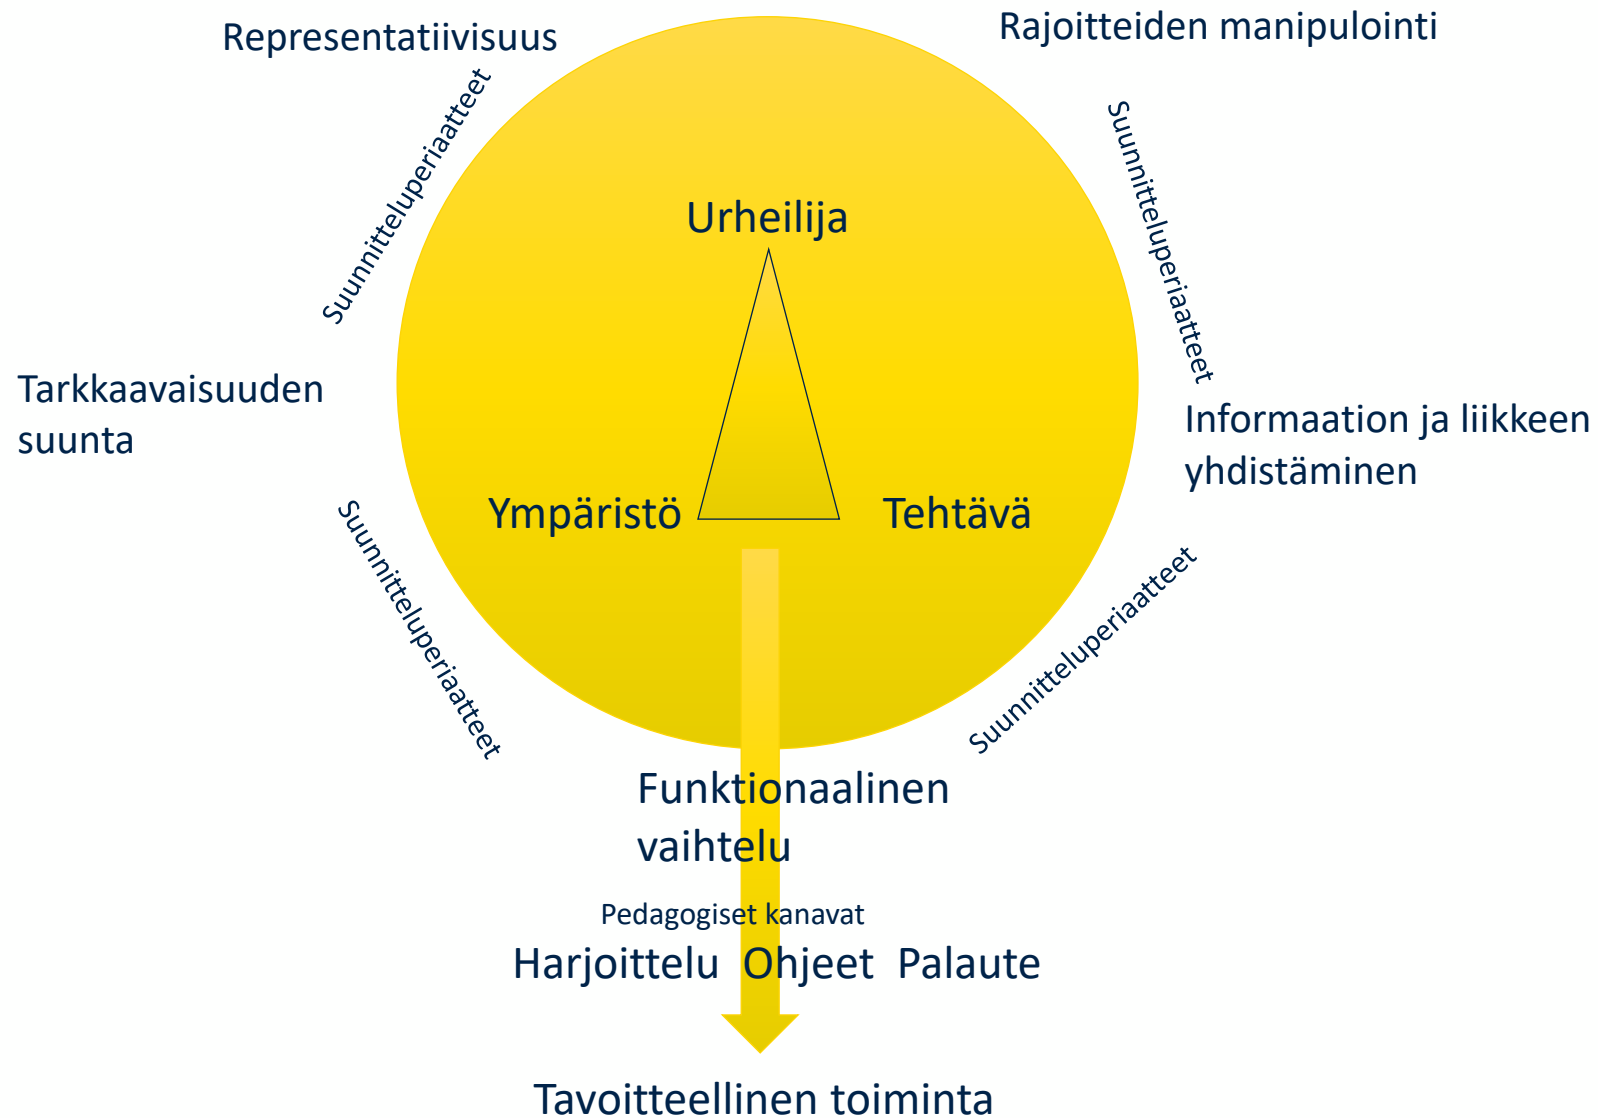 Representatiivisuus
Rajoitteiden manipulointi
Suunnitteluperiaatteet
Suunnitteluperiaatteet
Urheilija
Tarkkaavaisuuden
suunta
Informaation ja liikkeen
yhdistäminen
Ympäristö
Tehtävä
Suunnitteluperiaatteet
Suunnitteluperiaatteet
Funktionaalinen
vaihtelu
Pedagogiset kanavat
Harjoittelu Ohjeet Palaute
Tavoitteellinen toiminta